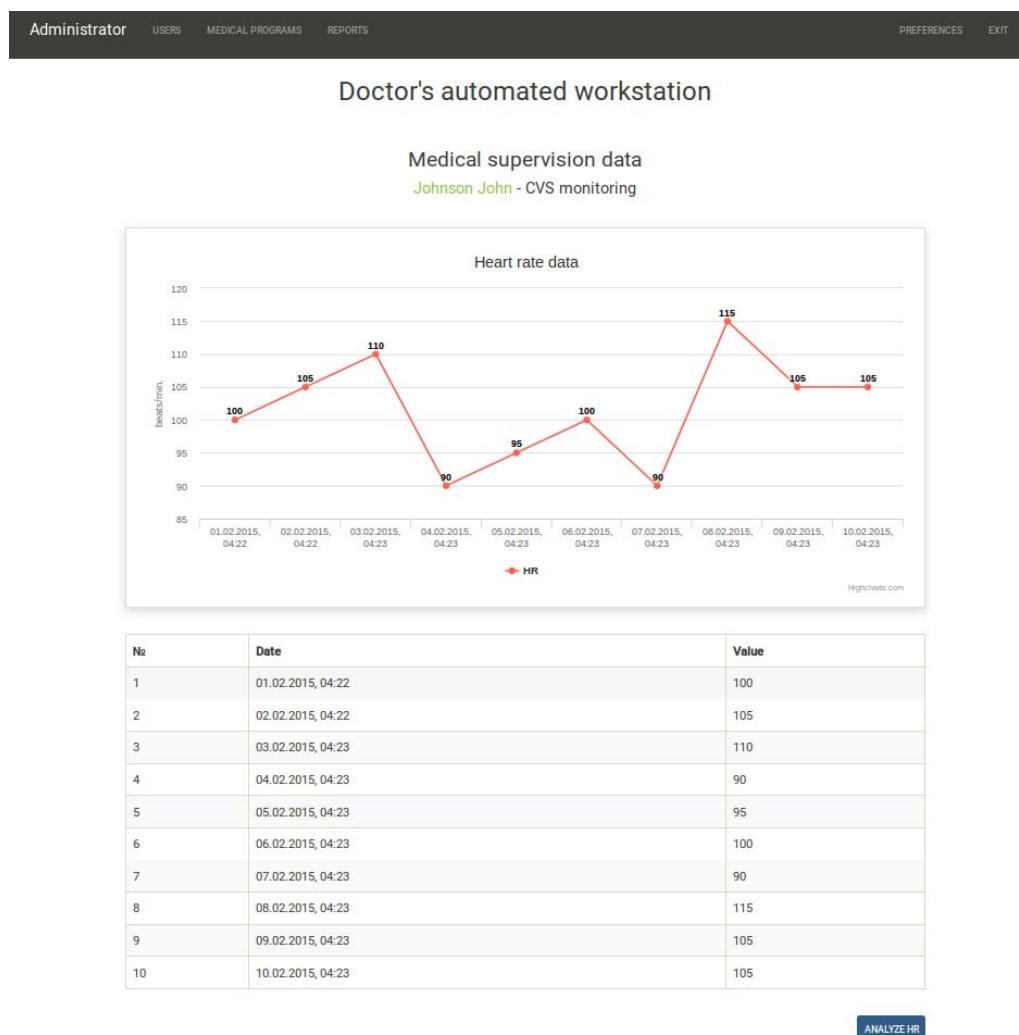 Administrator USERS MEDICAL PROGRAMS REPORTS PREFERENCES EXIT
Doctor's automated workstation
Medical supervision data
Johnson John - CVS monitoring
Heart rate data
120
115
110
105
100
95
90
85
beats/min.
100 105 110 90 95 100 90 115 105 105
01.02.2015, 02.02.2015, 03.02.2015, 04.02.2015, 05.02.2015, 06.02.2015, 07.02.2015, 08.02.2015, 09.02.2015, 10.02.2015,
04:22 04:22 04:23 04:23 04:23 04:23 04:23 04:23 04:23 04:23
HR
Highcharts.com
№ Date Value
1 01.02.2015, 04:22 100
2 02.02.2015, 04:22 105
3 03.02.2015, 04:23 110
4 04.02.2015, 04:23 90
5 05.02.2015, 04:23 95
6 06.02.2015, 04:23 100
7 07.02.2015, 04:23 90
8 08.02.2015, 04:23 115
9 09.02.2015, 04:23 105
10 10.02.2015, 04:23 105
ANALYZE HR